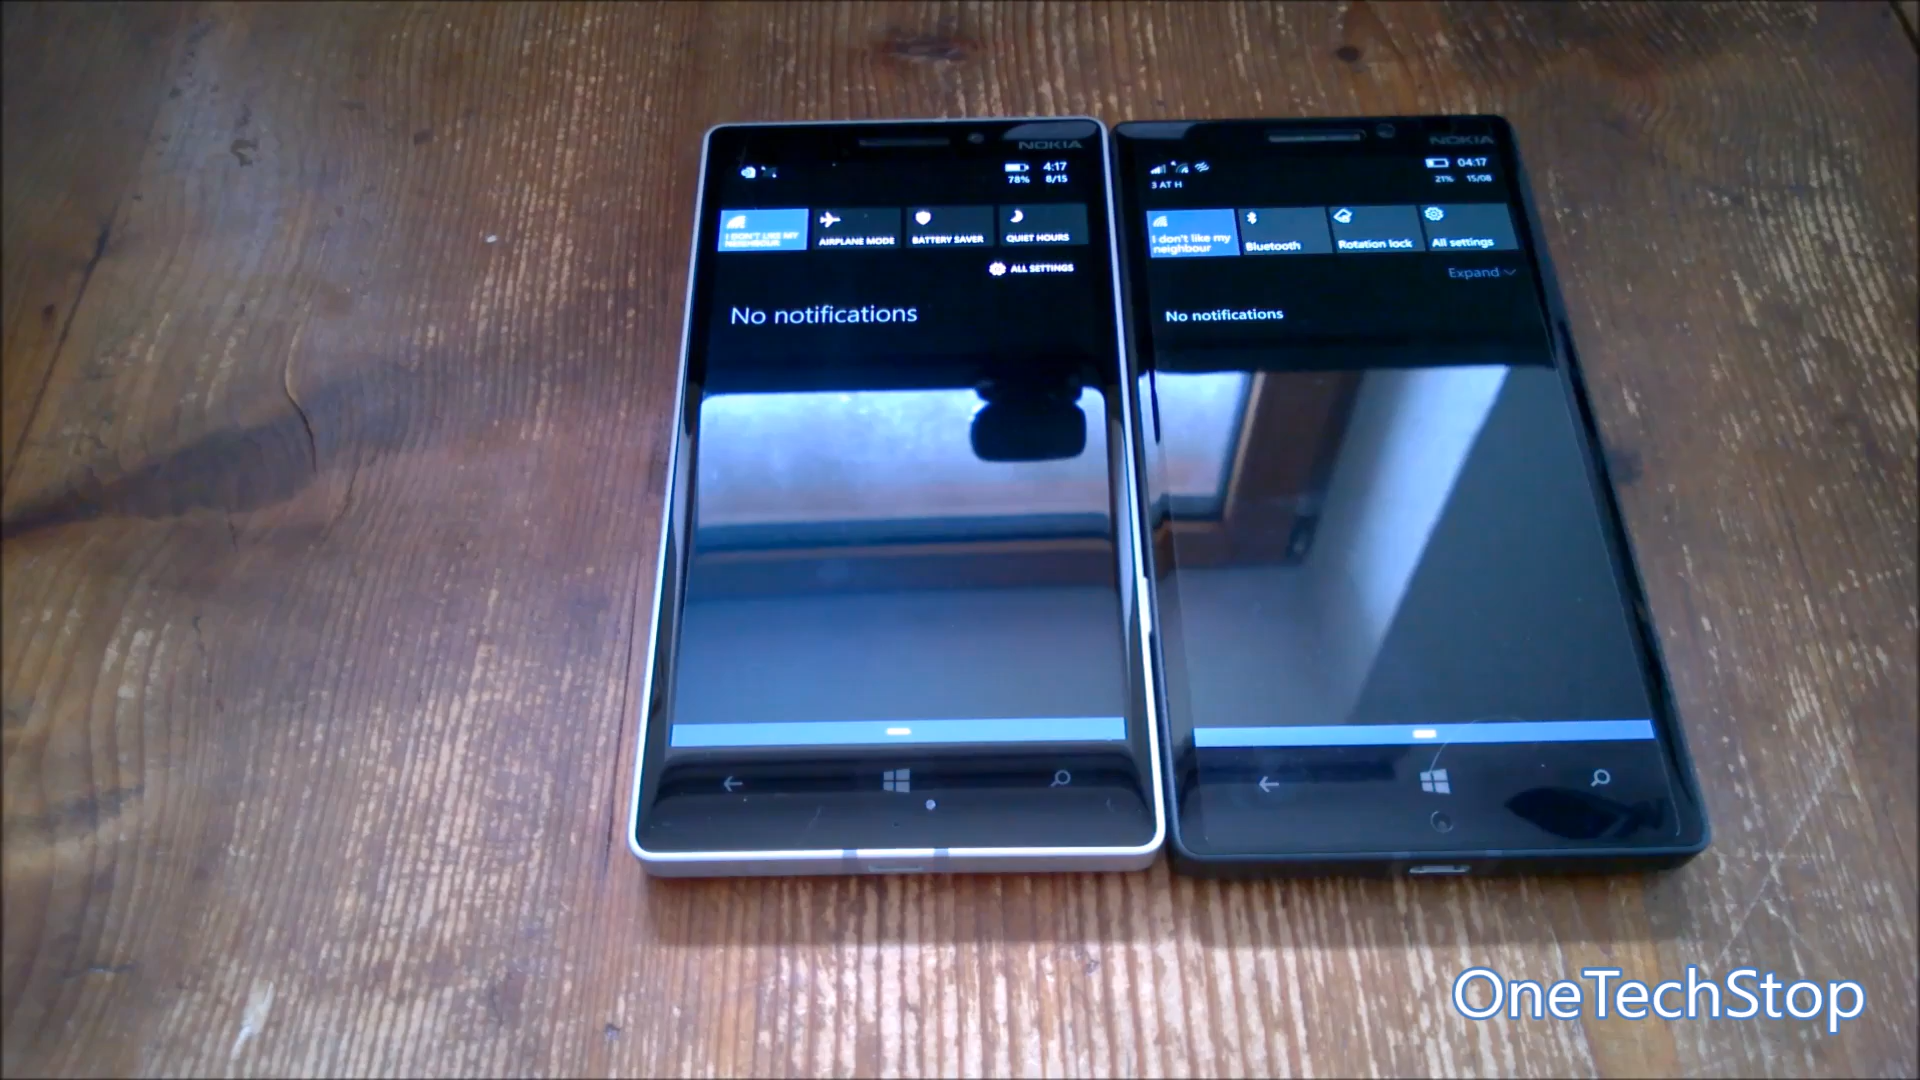 NOKIA
4:17
78% 8/15
I DON'T LIKE MY
NEIGHBOUR
AIRPLANE MODE
BATTERY SAVER
QUIET HOURS
ALL SETTINGS
No notifications
NOKIA
04:17
3 AT H
21% 15/08
I don't like my
neighbour
Bluetooth
Rotation lock
All settings
Expand
No notifications
OneTechStop